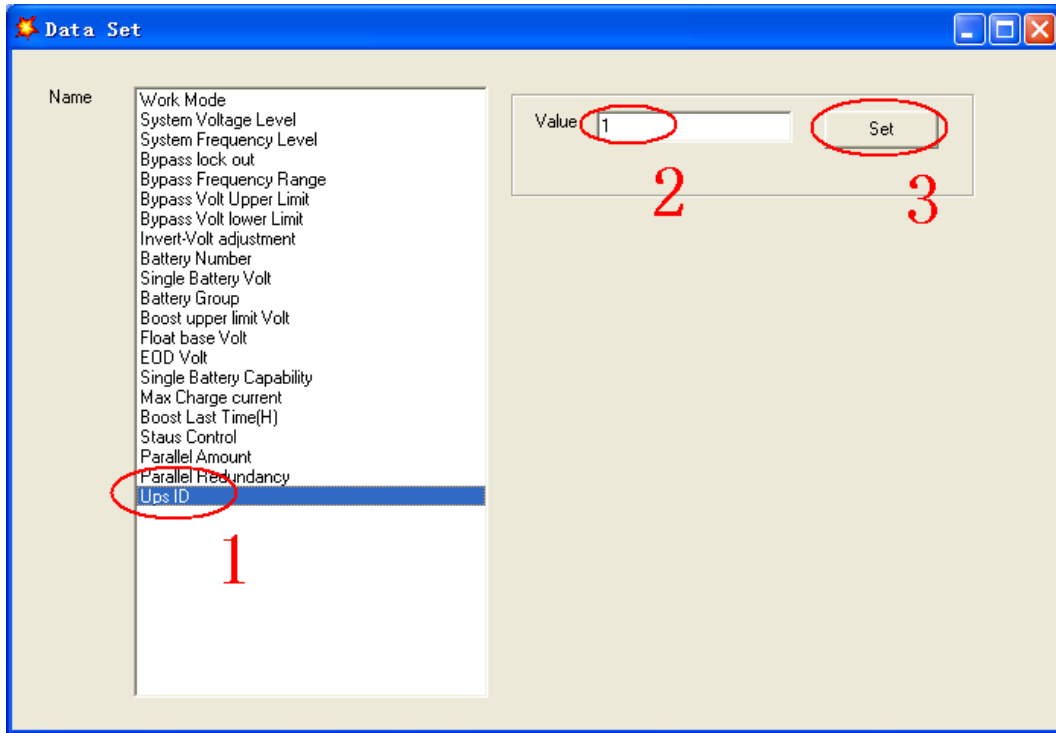 Data Set
Name
Work Mode
System Voltage Level
System Frequency Level
Bypass lock out
Bypass Frequency Range
Bypass Volt Upper Limit
Bypass Volt lower Limit
Invert-Volt adjustment
Battery Number
Single Battery Volt
Battery Group
Boost upper limit Volt
Float base Volt
EOD Volt
Single Battery Capability
Max Charge current
Boost Last Time(H)
Staus Control
Parallel Amount
Parallel Redundancy
Ups ID
1
Value 1
Set
2
3